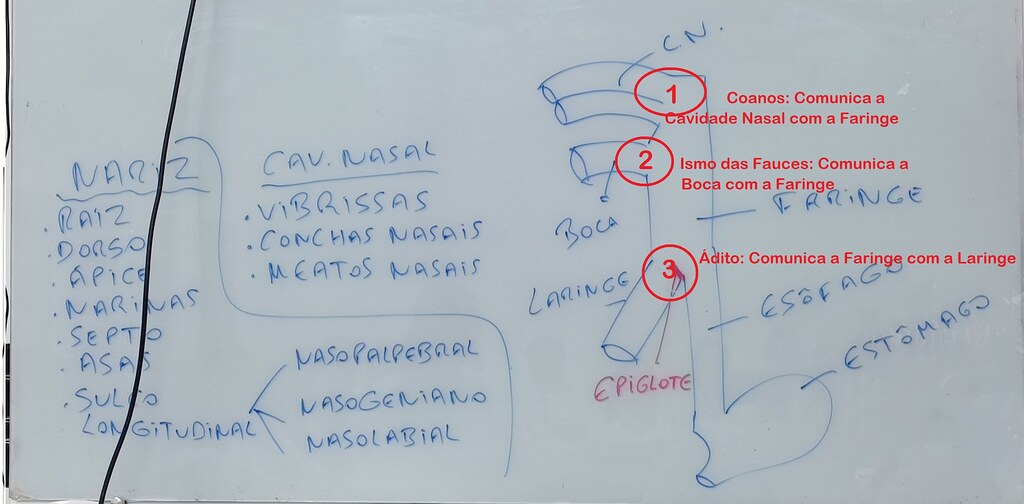 NARIZ
. RAIZ
. DORSO
. ÁPICE
. NARINAS
. SEPTO
. ASAS
. SULCO
LONGITUDINAL
NASOPALPEBRAL
NASOGENIANO
NASOLABIAL
CAV. NASAL
. VIBRISSAS
. CONCHAS NASAIS
. MEATOS NASAIS
C.N.
1
Coanos: Comunica a
Cavidade Nasal com a Faringe
2
Ismo das Fauces: Comunica a
Boca com a Faringe
BOCA
FARINGE
3
Ádito: Comunica a Faringe com a Laringe
LARINGE
ESÔFAGO
EPIGLOTE
ESTÔMAGO